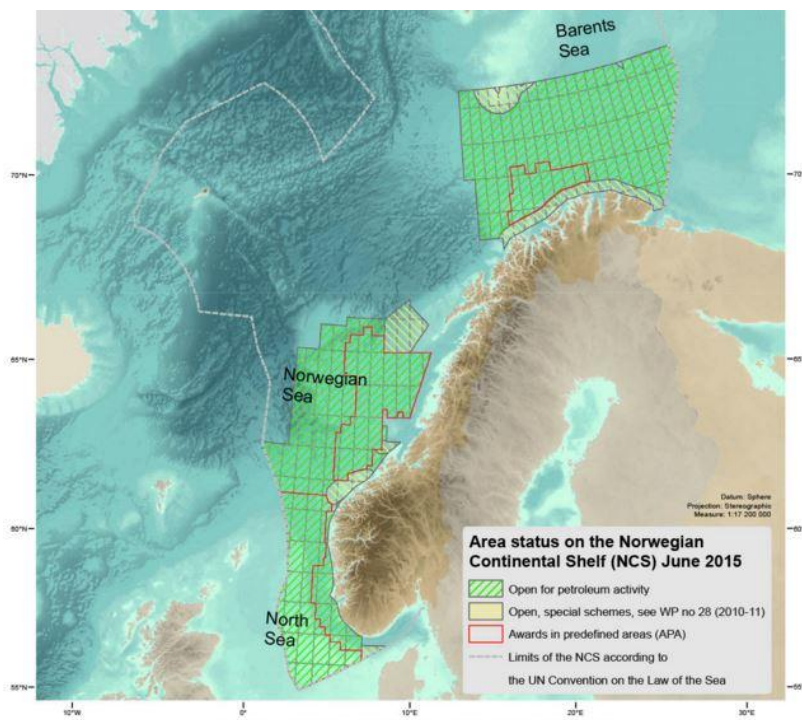 Barents
Sea
70°N
70°N
65°N
65°N
Norwegian
Sea
60°N
60°N
Datum: Sphere
Projection: Stereographic
Measure: 1:17 200 000
Area status on the Norwegian
Continental Shelf (NCS) June 2015
Open for petroleum activity
Open, special schemes, see WP no 28 (2010-11)
Awards in predefined areas (APA)
Limits of the NCS according to
the UN Convention on the Law of the Sea
North
Sea
55°N
55°N
10°W
0°
10°E
20°E
30°E